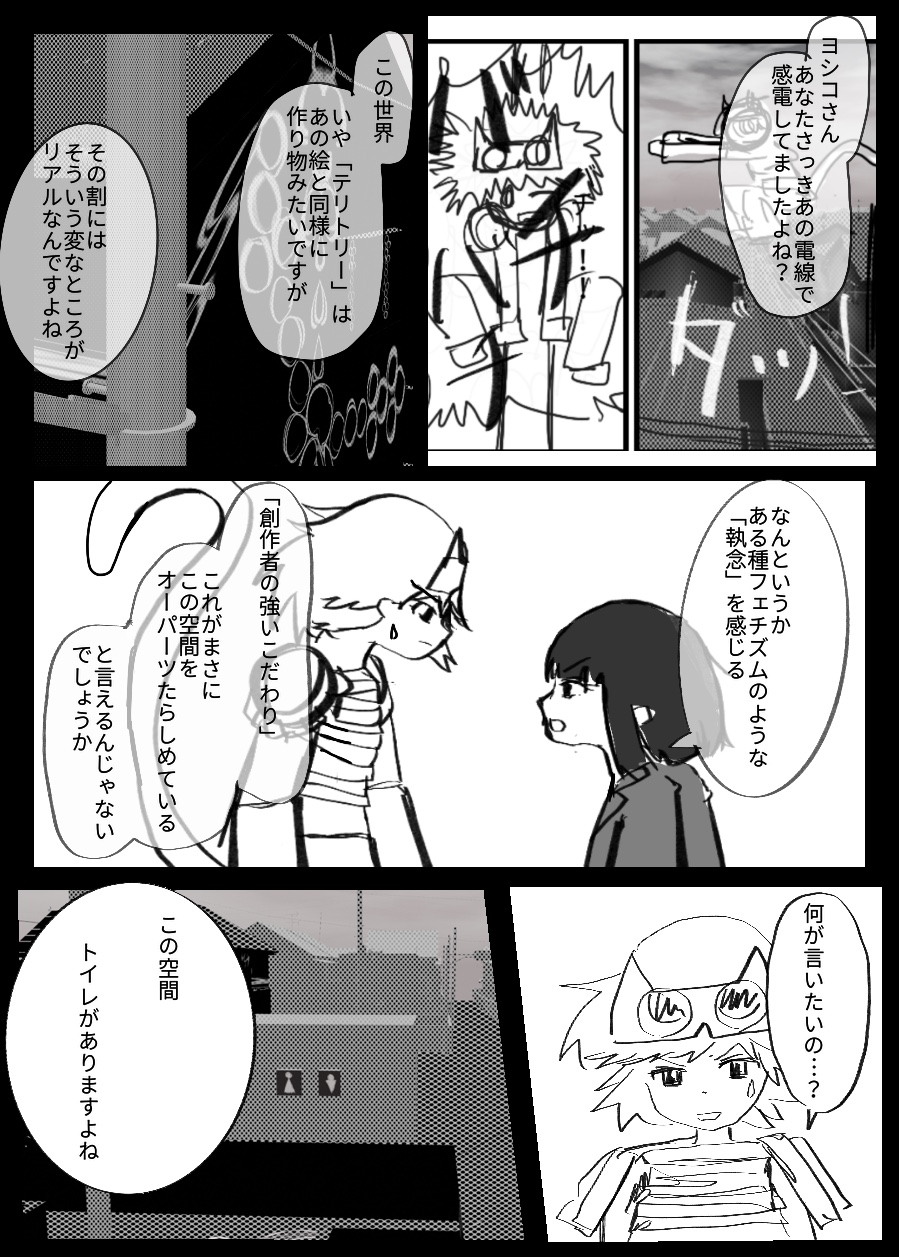 ヨシコさん
あなたさっきあの電線で
感電してましたよね？
タッ！
この世界
いや「テリトリー」は
あの絵と同様に
作り物みたいですが
その割には
そういう変なところが
リアルなんですよね
なんというか
ある種フェチズムのような
「執念」を感じる
「創作者の強いこだわり」
これがまさに
この空間を
オーパーツたらしめている
と言えるんじゃない
でしょうか
何が言いたいの…？
この空間
トイレがありますよね